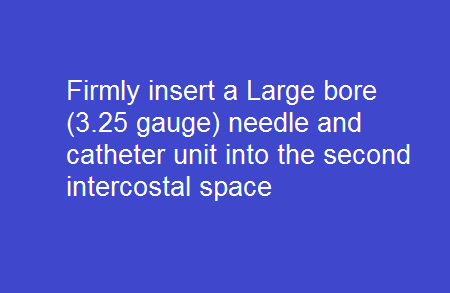 Firmly insert a Large bore
(3.25 gauge) needle and
catheter unit into the second
intercostal space